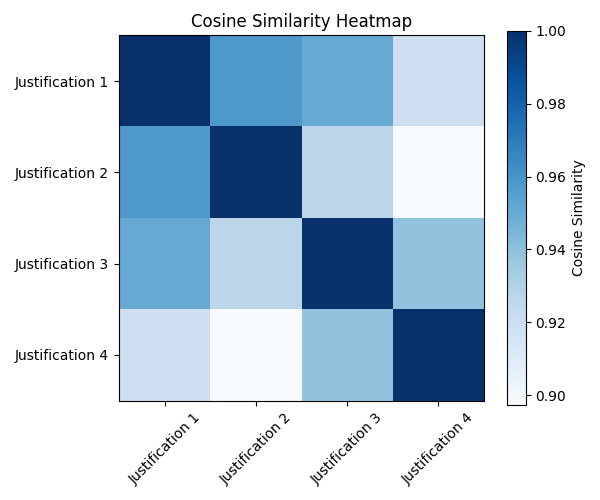 Cosine Similarity Heatmap
Justification 1
Justification 2
Justification 3
Justification 4
Justification 1
Justification 2
Justification 3
Justification 4
1.00
0.98
0.96
0.94
0.92
0.90
Cosine Similarity